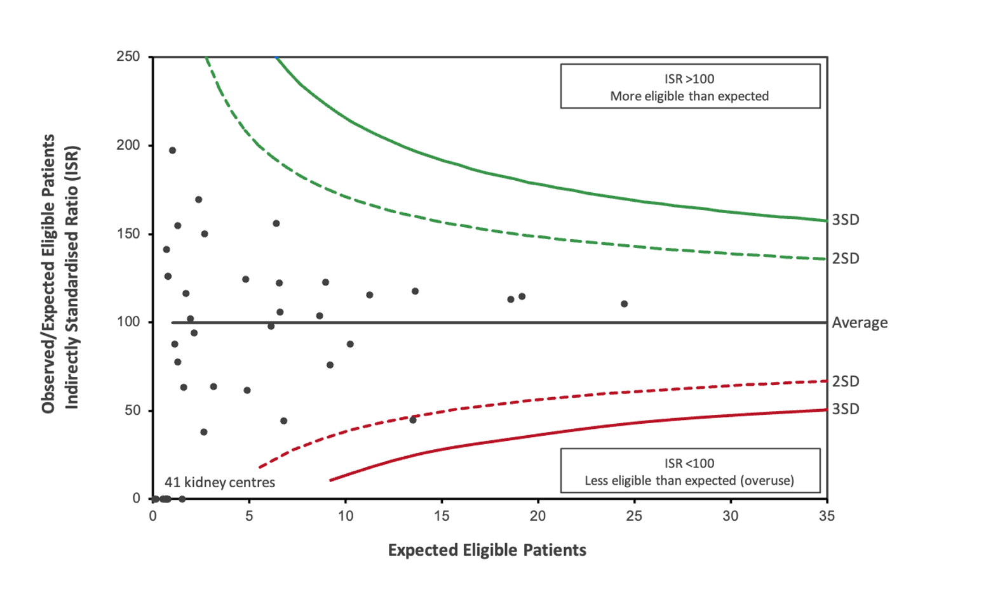 250
200
150
100
50
0
0 5 10 15 20 25 30 35
Observed/Expected Eligible Patients
Indirectly Standardised Ratio (ISR)
Expected Eligible Patients
ISR >100
More eligible than expected
3SD
2SD
Average
2SD
3SD
ISR <100
Less eligible than expected (overuse)
41 kidney centres